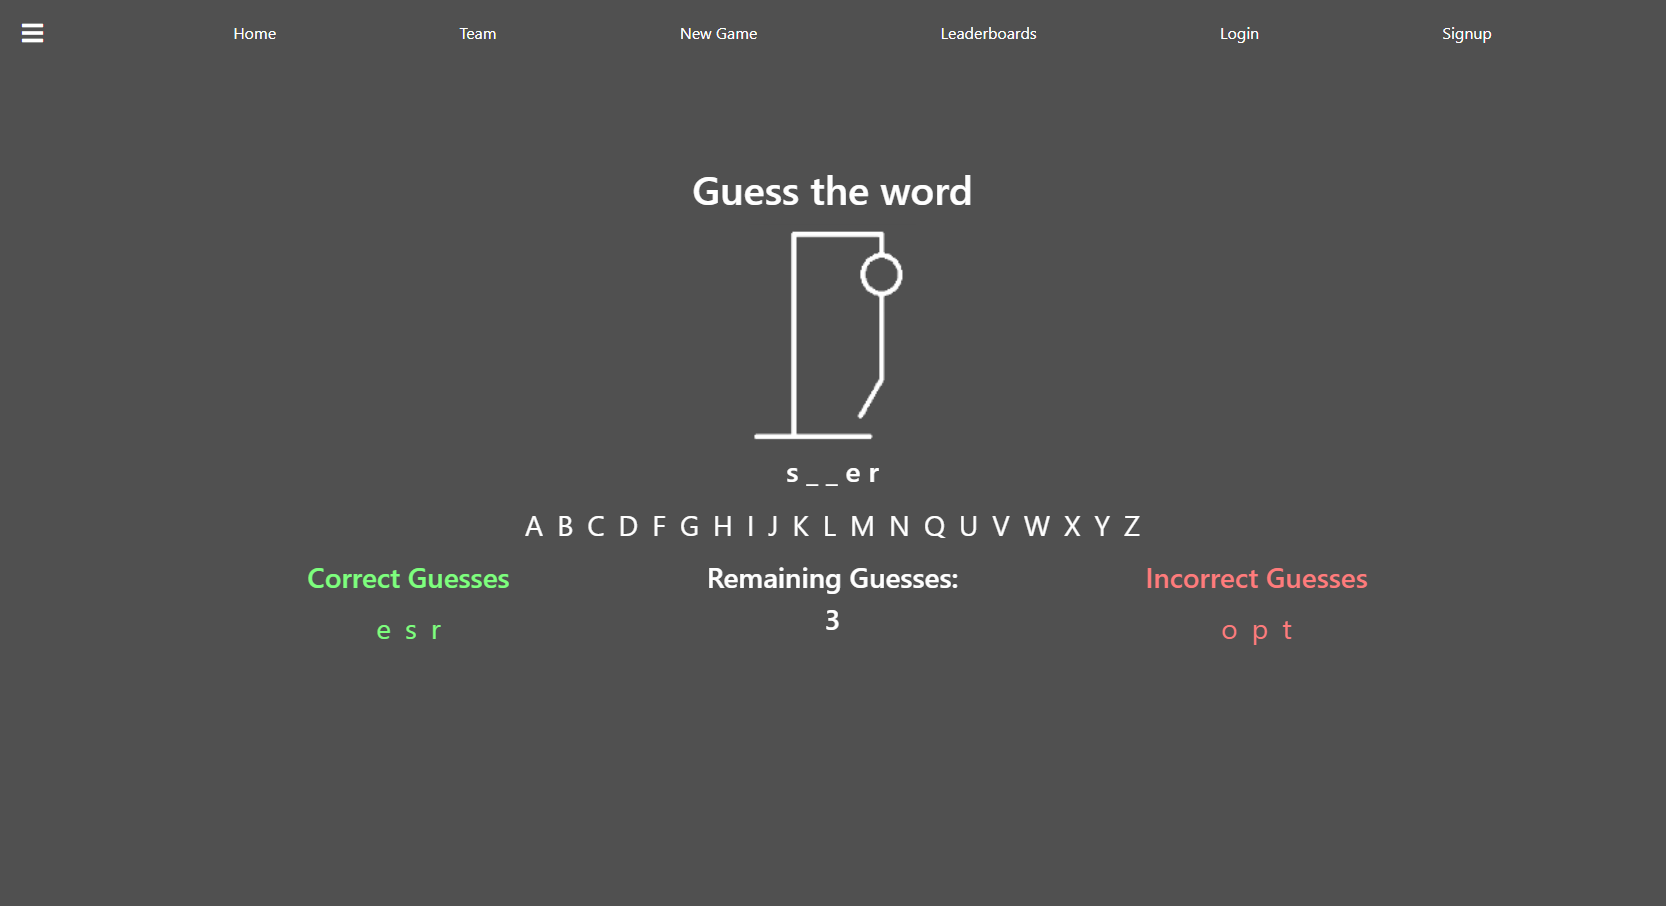 Home Team New Game Leaderboards Login Signup
Guess the word
s _ _ e r
A B C D F G H I J K L M N Q U V W X Y Z
Correct Guesses
e s r
Remaining Guesses:
3
Incorrect Guesses
o p t